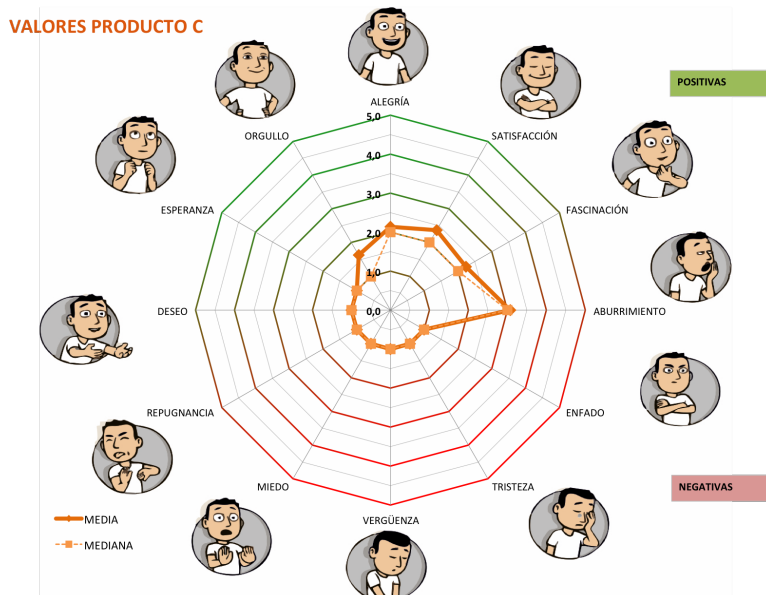 VALORES PRODUCTO C
POSITIVAS
ALEGRÍA
5,0
ORGULLO
SATISFACCIÓN
4,0
3,0
ESPERANZA
FASCINACIÓN
2,0
1,0
DESEO
0,0
ABURRIMIENTO
REPUGNANCIA
ENFADO
MIEDO
TRISTEZA
NEGATIVAS
VERGÜENZA
MEDIA
MEDIANA